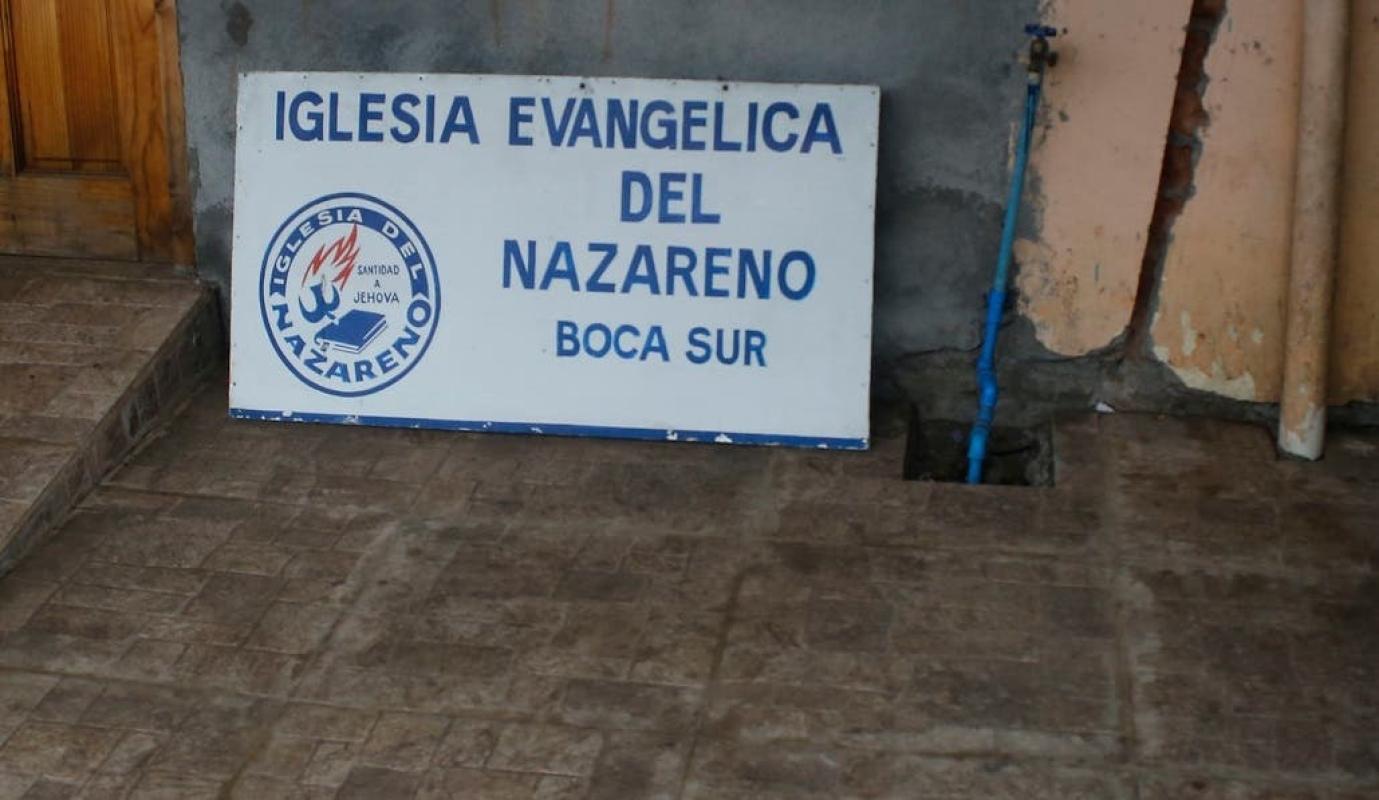 IGLESIA EVANGELICA
DEL
NAZARENO
BOCA SUR
IGLESIA DEL
NAZARENO
SANTIDAD
A
JEHOVA